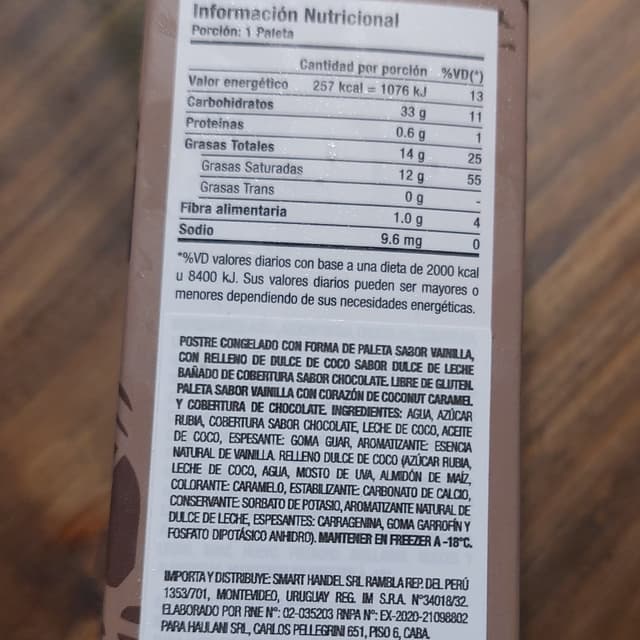 Información Nutricional
Porción: 1 Paleta
Cantidad por porción %VD(*)
Valor energético 257 kcal = 1076 kJ 13
Carbohidratos 33 g 11
Proteinas 0.6 g 1
Grasas Totales 14 g 25
Grasas Saturadas 12 g 55
Grasas Trans 0 g -
Fibra alimentaria 1.0 g 4
Sodio 9.6 mg 0
*%VD valores diarios con base a una dieta de 2000 kcal
u 8400 kJ. Sus valores diarios pueden ser mayores o
menores dependiendo de sus necesidades energéticas.
POSTRE CONGELADO CON FORMA DE PALETA SABOR VAINILLA,
CON RELLENO DE DULCE DE COCO SABOR DULCE DE LECHE
BAÑADO DE COBERTURA SABOR CHOCOLATE. LIBRE DE GLUTEN.
PALETA SABOR VAINILLA CON CORAZÓN DE COCONUT CARAMEL
Y COBERTURA DE CHOCOLATE. INGREDIENTES: AGUA, AZÚCAR
RUBIA, COBERTURA SABOR CHOCOLATE, LECHE DE COCO, ACEITE
DE COCO, ESPESANTE: GOMA GUAR, AROMATIZANTE: ESENCIA
NATURAL DE VAINILLA. RELLENO DULCE DE COCO (AZÚCAR RUBIA,
LECHE DE COCO, AGUA, MOSTO DE UVA, ALMIDÓN DE MAÍZ,
COLORANTE: CARAMELO, ESTABILIZANTE: CARBONATO DE CALCIO,
CONSERVANTE: SORBATO DE POTASIO, AROMATIZANTE NATURAL DE
DULCE DE LECHE, ESPESANTES: CARRAGENINA, GOMA GARROFÍN Y
FOSFATO DIPOTÁSICO ANHIDRO). MANTENER EN FREEZER A -18°C.
IMPORTA Y DISTRIBUYE: SMART HANDEL SRL RAMBLA REP. DEL PERÚ
1353/701, MONTEVIDEO, URUGUAY REG. IM S.R.A. N°34018/32.
ELABORADO POR RNE N°: 02-035203 RNPA N°: EX-2020-21098802
PARA HAULANI SRL, CARLOS PELLEGRINI 651, PISO 6, CABA